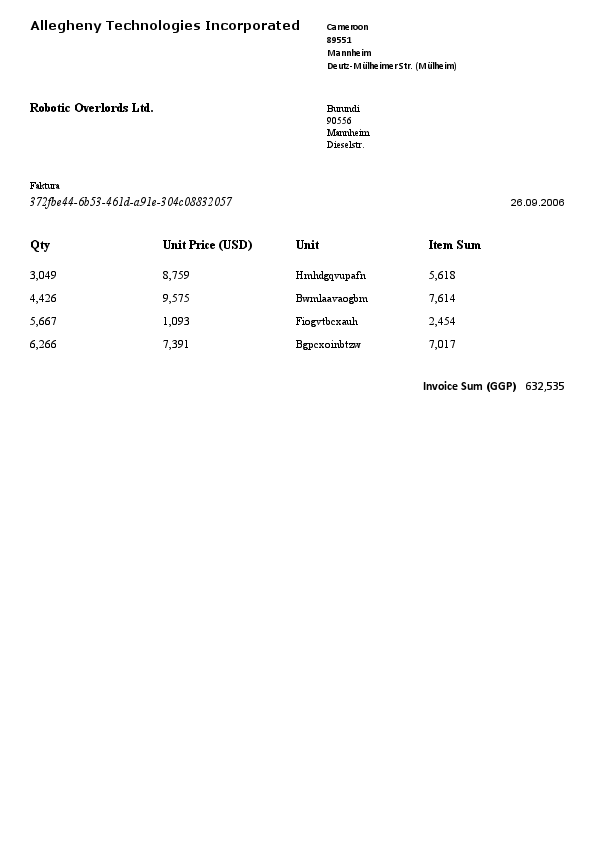 Allegheny Technologies Incorporated
Cameroon
89551
Mannheim
Deutz-Mülheimer Str. (Mülheim)
Robotic Overlords Ltd.
Burundi
90556
Mannheim
Dieselstr.
Faktura
372fbe44-6b53-461d-a91e-304c08832057 26.09.2006
Qty Unit Price (USD) Unit Item Sum
3,049 8,759 Hmhdgqvupafn 5,618
4,426 9,575 Bwmlaavaogbm 7,614
5,667 1,093 Fiogvtbcxauh 2,454
6,266 7,391 Bgpcxoinbtzw 7,017
Invoice Sum (GGP) 632,535